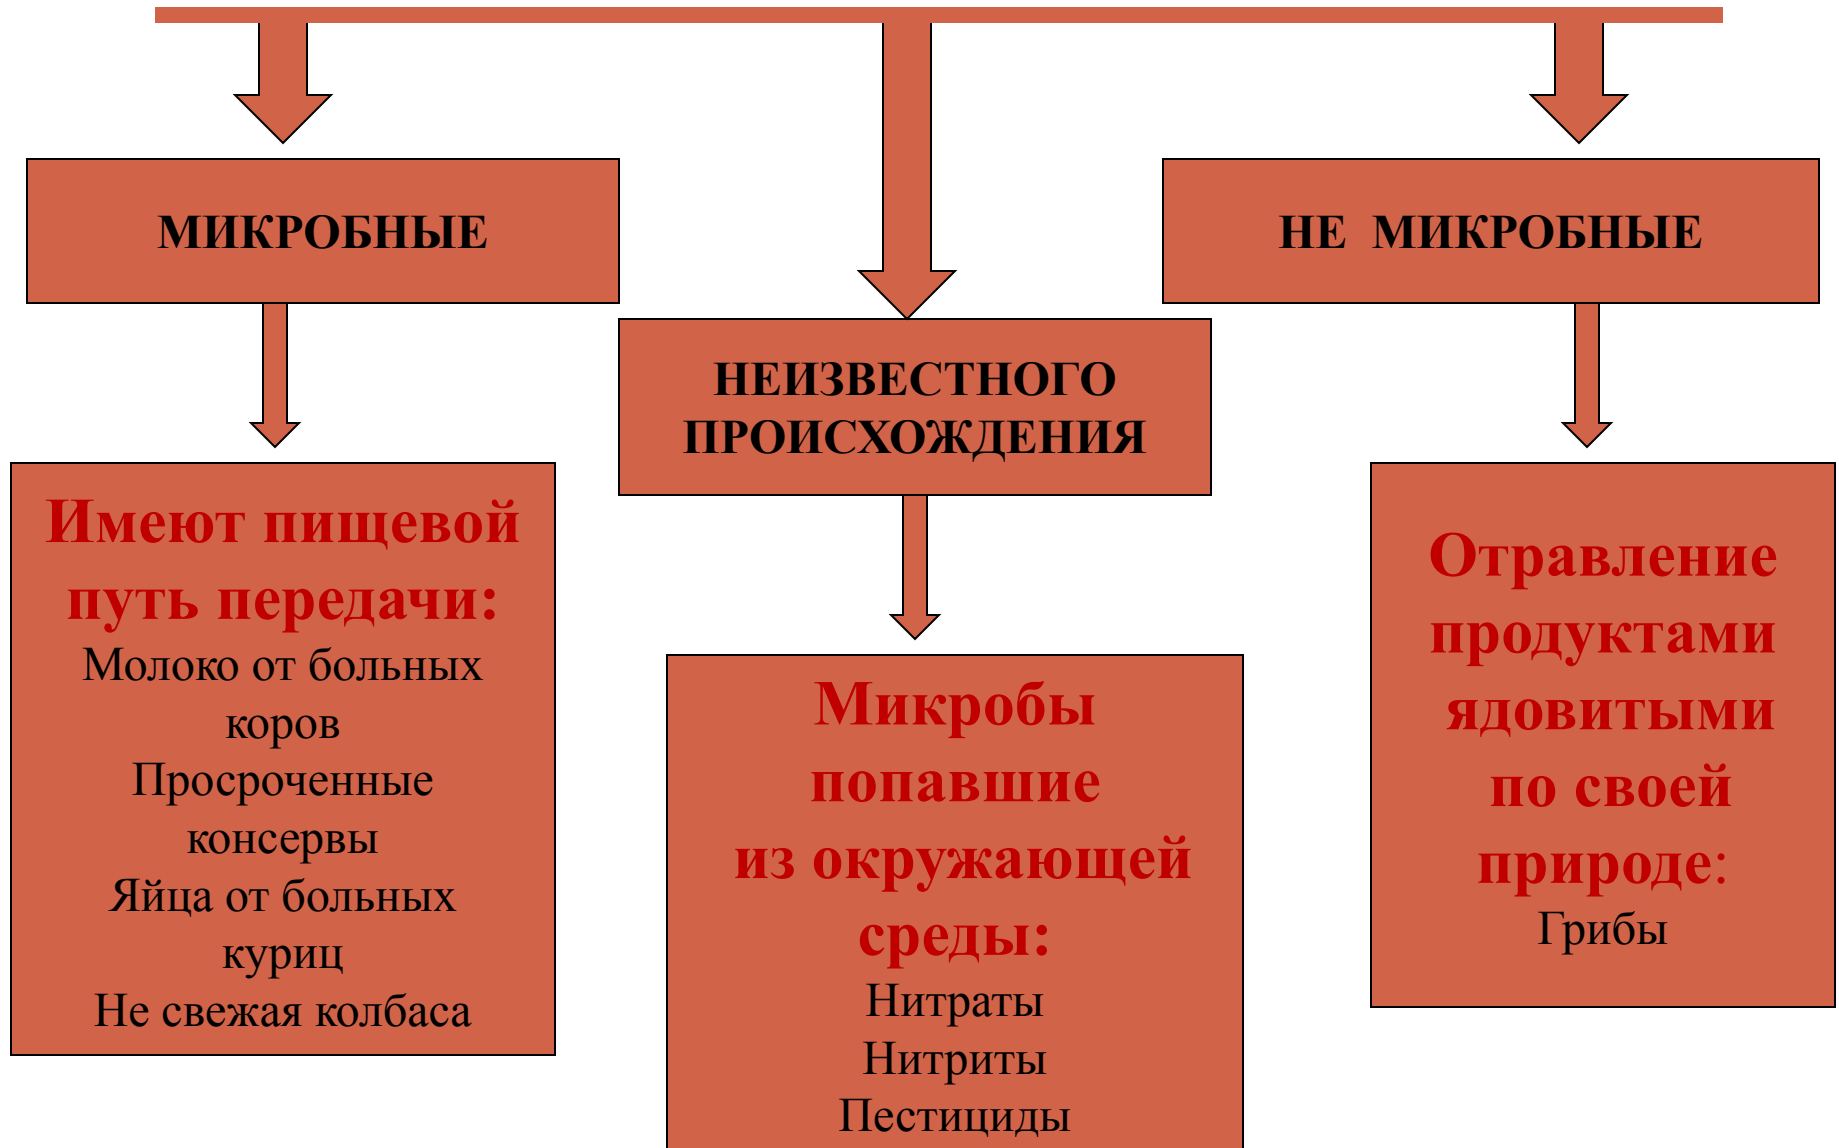 МИКРОБНЫЕ
НЕ МИКРОБНЫЕ
НЕИЗВЕСТНОГО
ПРОИСХОЖДЕНИЯ
Имеют пищевой
путь передачи:
Молоко от больных
коров
Просроченные
консервы
Яйца от больных
куриц
Не свежая колбаса
Микробы
попавшие
из окружающей
среды:
Нитраты
Нитриты
Пестициды
Отравление
продуктами
ядовитыми
по своей
природе:
Грибы